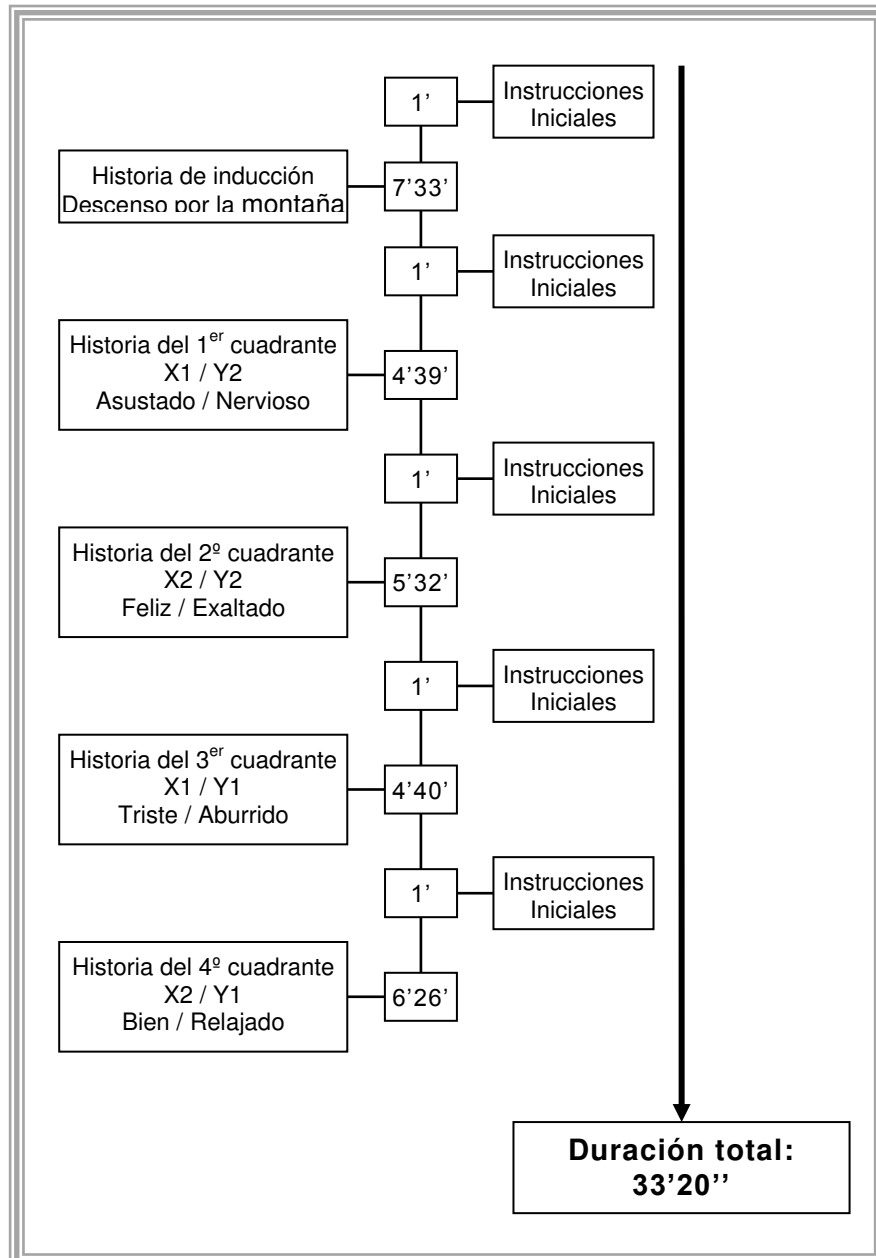 1’
Instrucciones
Iniciales
Historia de inducción
Descenso por la montaña
7’33’
1’
Instrucciones
Iniciales
Historia del 1er cuadrante
X1 / Y2
Asustado / Nervioso
4’39’
1’
Instrucciones
Iniciales
Historia del 2º cuadrante
X2 / Y2
Feliz / Exaltado
5’32’
1’
Instrucciones
Iniciales
Historia del 3er cuadrante
X1 / Y1
Triste / Aburrido
4’40’
1’
Instrucciones
Iniciales
Historia del 4º cuadrante
X2 / Y1
Bien / Relajado
6’26’
Duración total:
33’20’’